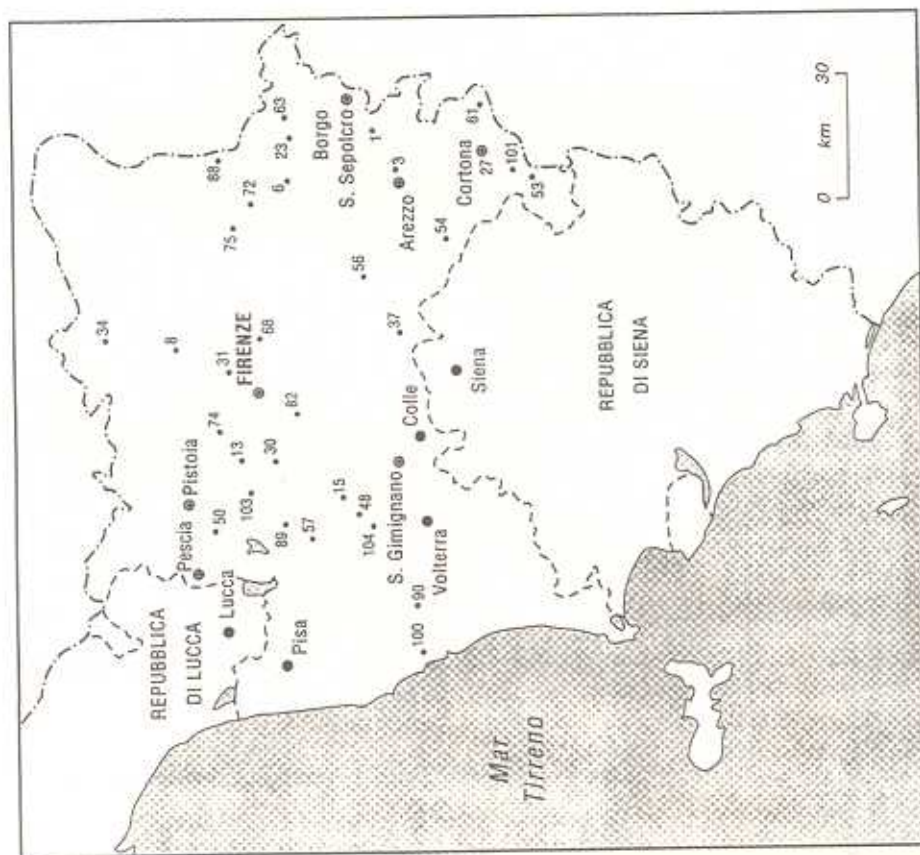 34
REPUBBLICA
DI LUCCA
8
Pescia
Pistoia
88
50
74
Lucca
31
75
13
FIRENZE
103
72
68
30
6
23
63
89
82
57
Pisa
Borgo
S. Sepolcro
15
48
56
104
1
S. Gimignano
37
3
Arezzo
Colle
100
90
Volterra
54
Cortona
27
61
Siena
101
53
Mar
Tirreno
REPUBBLICA
DI SIENA
km
0 30